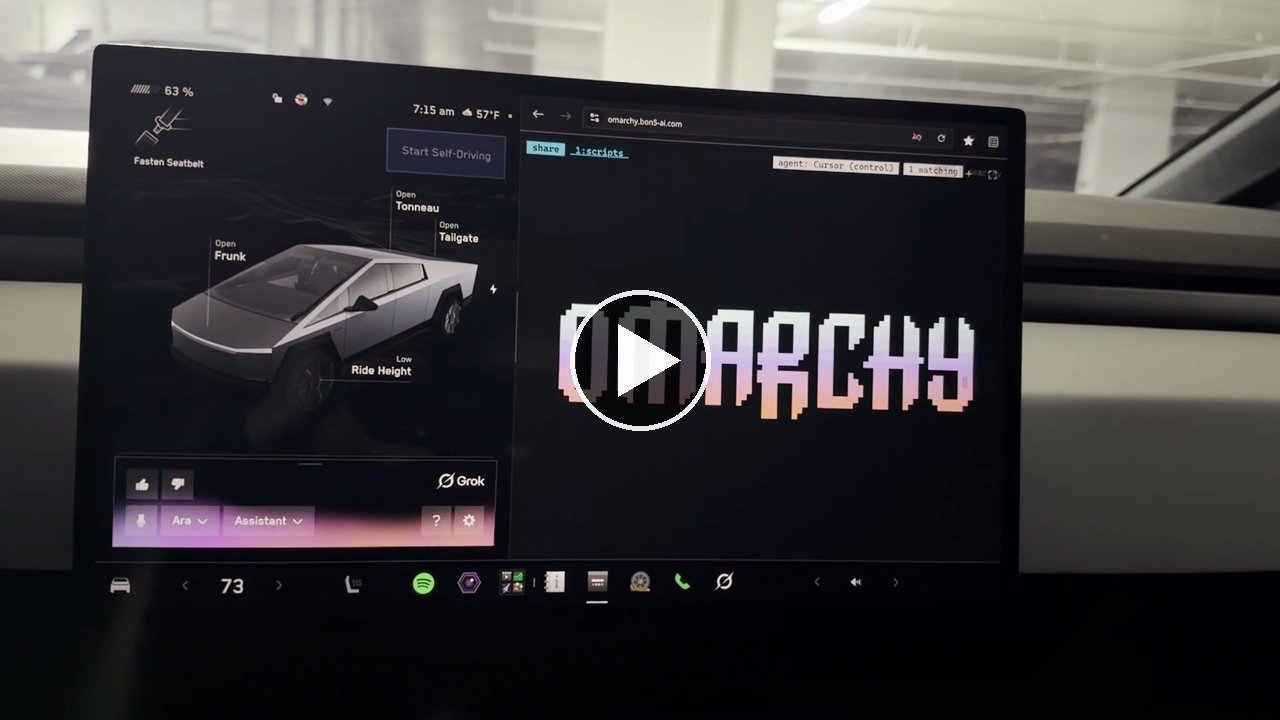 63 %
7:15 am 57°F
Fasten Seatbelt
Start Self-Driving
Open
Tonneau
Open
Tailgate
Open
Frunk
Low
Ride Height
Grok
Ara
Assistant
?
73
omarchy.bon5-ai.com
share 1:scripts
agent: Cursor (control) 1 watching
OMARCHY